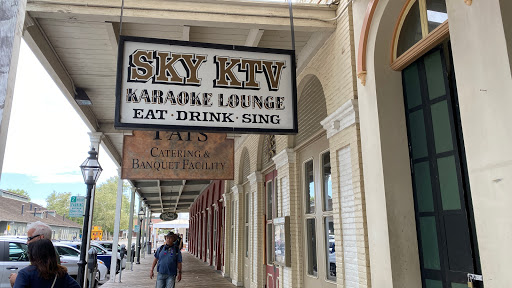 SKY KTV
KARAOKE LOUNGE
EAT · DRINK · SING
CATERING &
BANQUET FACILITY